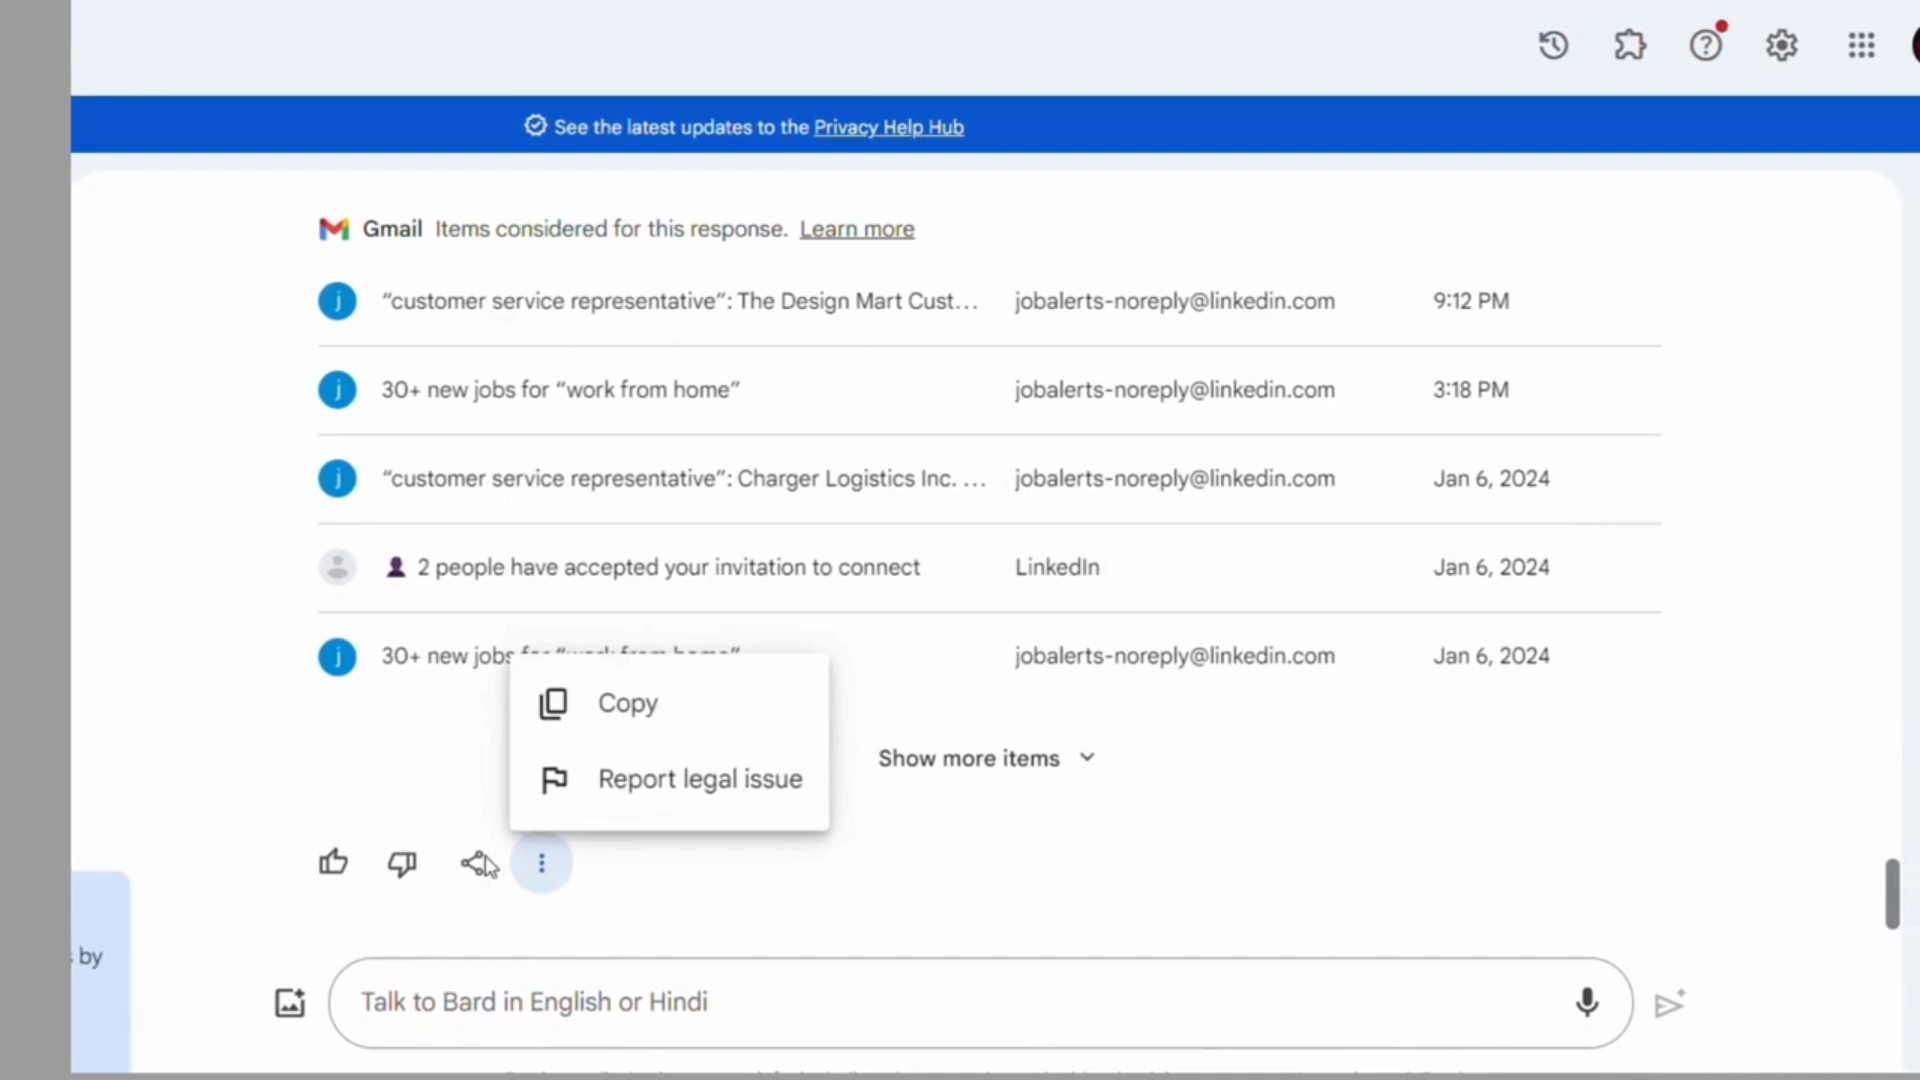 See the latest updates to the Privacy Help Hub
Gmail Items considered for this response. Learn more
j “customer service representative”: The Design Mart Cust... jobalerts-noreply@linkedin.com 9:12 PM
j 30+ new jobs for “work from home” jobalerts-noreply@linkedin.com 3:18 PM
j “customer service representative”: Charger Logistics Inc. ... jobalerts-noreply@linkedin.com Jan 6, 2024
2 people have accepted your invitation to connect LinkedIn Jan 6, 2024
j 30+ new jobs for “work from home” jobalerts-noreply@linkedin.com Jan 6, 2024
Copy
Show more items
Report legal issue
by
Talk to Bard in English or Hindi